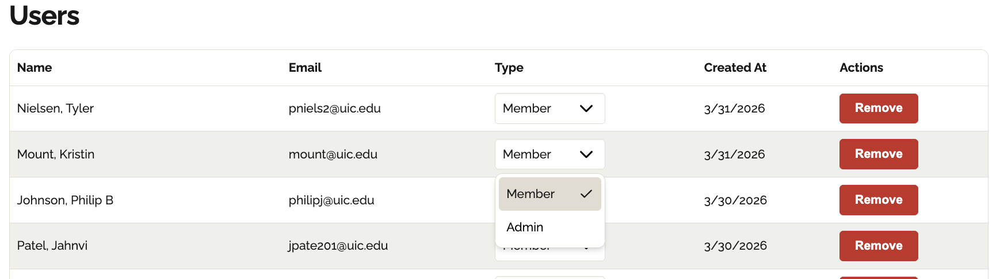 Users
Name Email Type Created At Actions
Nielsen, Tyler pniels2@uic.edu Member 3/31/2026 Remove
Mount, Kristin mount@uic.edu Member 3/31/2026 Remove
Member
Johnson, Philip B philipj@uic.edu 3/30/2026 Remove
Admin
Patel, Jahnvi jpate201@uic.edu Member 3/30/2026 Remove